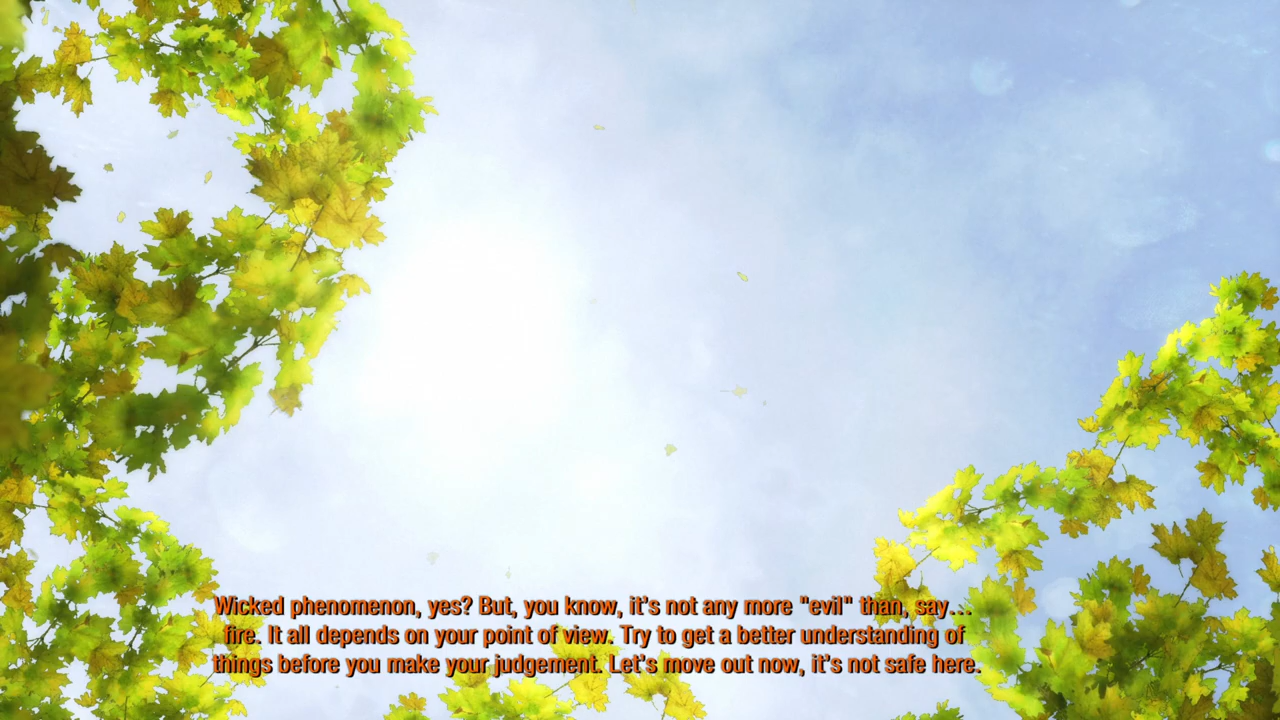 Wicked phenomenon, yes? But, you know, it's not any more "evil" than, say...
fire. It all depends on your point of view. Try to get a better understanding of
things before you make your judgement. Let's move out now, it's not safe here.